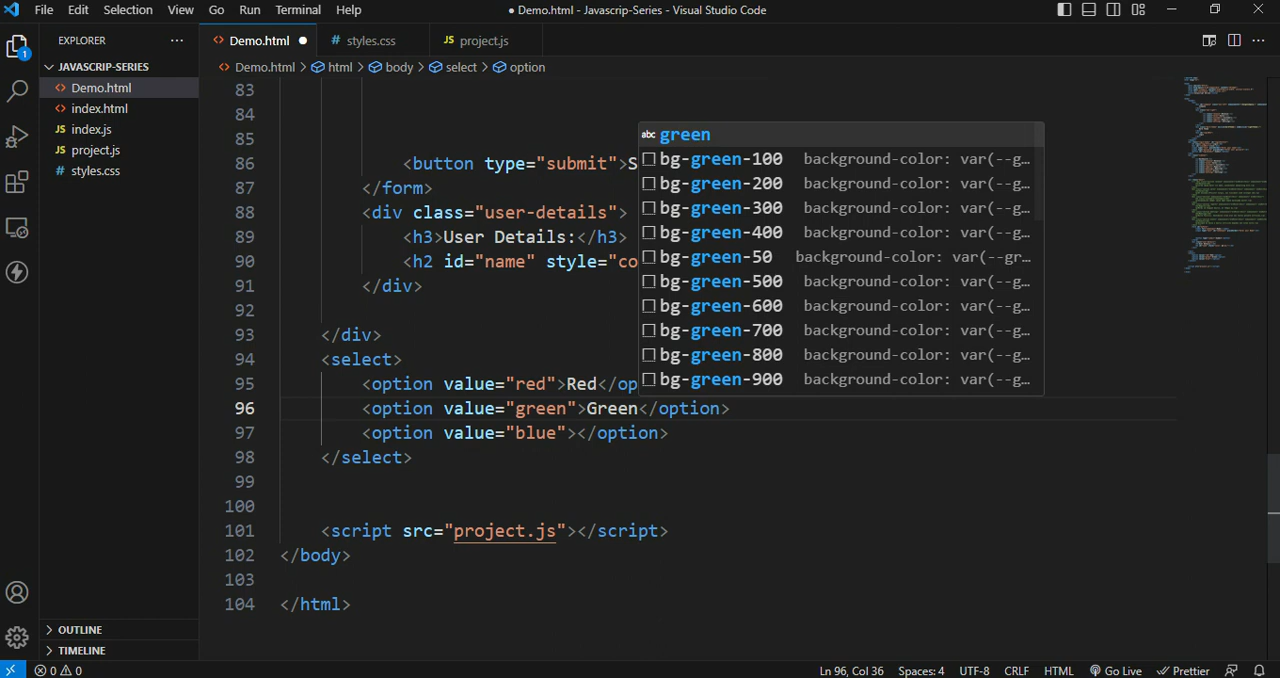 File Edit Selection View Go Run Terminal Help
● Demo.html - Javascrip-Series - Visual Studio Code
EXPLORER ...
JAVASCRIP-SERIES
<> Demo.html
<> index.html
JS index.js
JS project.js
# styles.css
OUTLINE
TIMELINE
1
<> Demo.html ●
# styles.css
JS project.js
<> Demo.html > html > body > select > option
83
84
85
86 <button type="submit">S
87 </form>
88 <div class="user-details">
89 <h3>User Details:</h3>
90 <h2 id="name" style="co
91 </div>
92
93 </div>
94 <select>
95 <option value="red">Red</op
96 <option value="green">Green</option>
97 <option value="blue"></option>
98 </select>
99
100
101 <script src="project.js"></script>
102 </body>
103
104 </html>
abc green
bg-green-100 background-color: var(--g…
bg-green-200 background-color: var(--g…
bg-green-300 background-color: var(--g…
bg-green-400 background-color: var(--g…
bg-green-50 background-color: var(--gr…
bg-green-500 background-color: var(--g…
bg-green-600 background-color: var(--g…
bg-green-700 background-color: var(--g…
bg-green-800 background-color: var(--g…
bg-green-900 background-color: var(--g…
0 0
Ln 96, Col 36 Spaces: 4 UTF-8 CRLF HTML Go Live Prettier